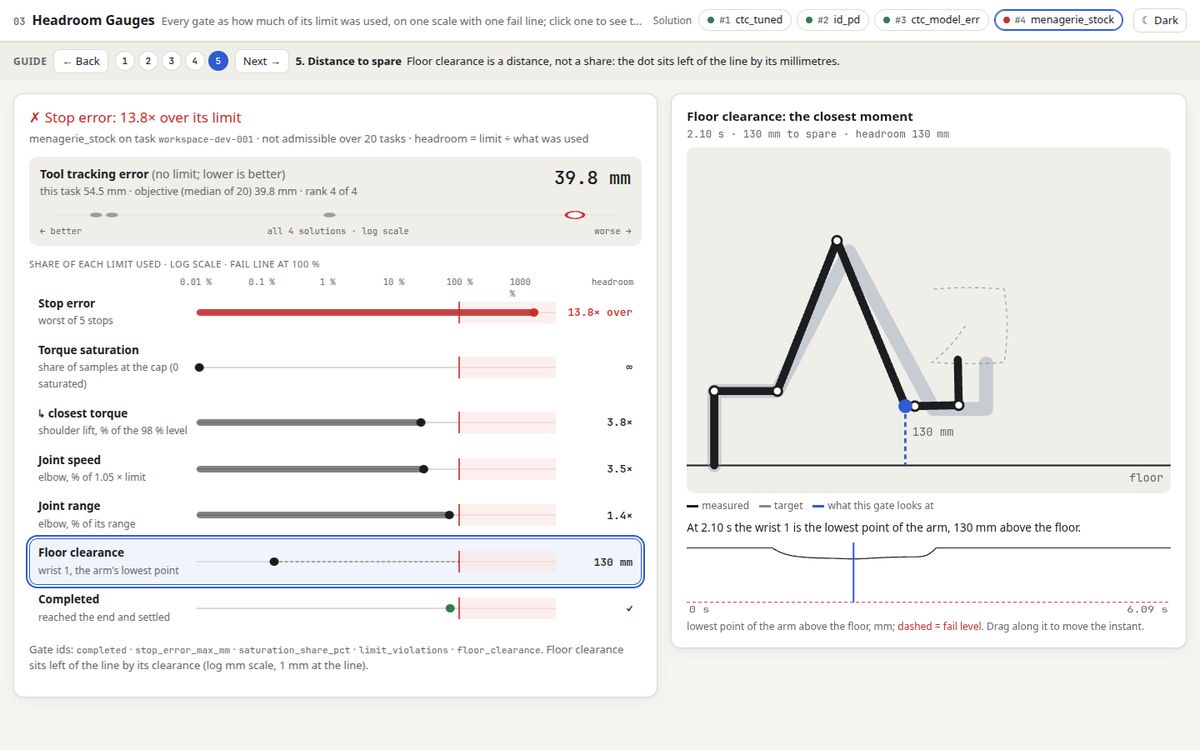 03 Headroom Gauges Every gate as how much of its limit was used, on one scale with one fail line; click one to see t… Solution #1 ctc_tuned #2 id_pd #3 ctc_model_err #4 menagerie_stock ☾ Dark
GUIDE ← Back 1 2 3 4 5 Next → 5. Distance to spare Floor clearance is a distance, not a share: the dot sits left of the line by its millimetres.
✗ Stop error: 13.8× over its limit
menagerie_stock on task workspace-dev-001 · not admissible over 20 tasks · headroom = limit ÷ what was used
Tool tracking error (no limit; lower is better) 39.8 mm
this task 54.5 mm · objective (median of 20) 39.8 mm · rank 4 of 4
← better all 4 solutions · log scale worse →
SHARE OF EACH LIMIT USED · LOG SCALE · FAIL LINE AT 100 %
0.01 % 0.1 % 1 % 10 % 100 % 1000 % headroom
Stop error
worst of 5 stops
13.8× over
Torque saturation
share of samples at the cap (0
saturated)
∞
↳ closest torque
shoulder lift, % of the 98 % level
3.8×
Joint speed
elbow, % of 1.05 × limit
3.5×
Joint range
elbow, % of its range
1.4×
Floor clearance
wrist 1, the arm's lowest point
130 mm
Completed
reached the end and settled
✓
Gate ids: completed · stop_error_max_mm · saturation_share_pct · limit_violations · floor_clearance. Floor clearance
sits left of the line by its clearance (log mm scale, 1 mm at the line).
Floor clearance: the closest moment
2.10 s · 130 mm to spare · headroom 130 mm
130 mm
floor
measured target what this gate looks at
At 2.10 s the wrist 1 is the lowest point of the arm, 130 mm above the floor.
0 s 6.09 s
lowest point of the arm above the floor, mm; dashed = fail level. Drag along it to move the instant.